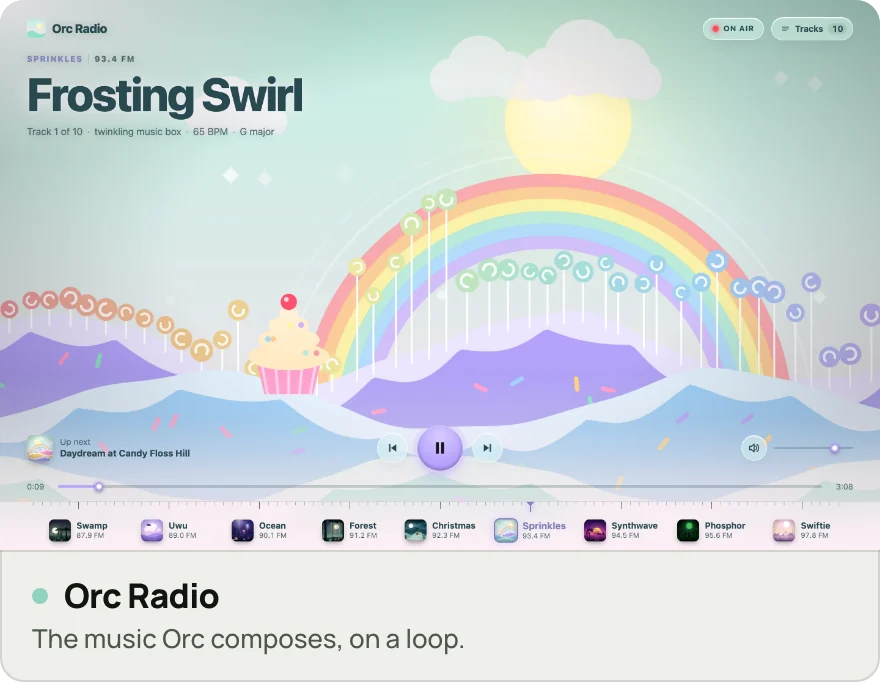 Orc Radio
ON AIR
Tracks 10
SPRINKLES 93.4 FM
Frosting Swirl
Track 1 of 10 · twinkling music box · 65 BPM · G major
Up next
Daydream at Candy Floss Hill
0:09
3:08
Swamp
87.9 FM
Uwu
89.0 FM
Ocean
90.1 FM
Forest
91.2 FM
Christmas
92.3 FM
Sprinkles
93.4 FM
Synthwave
94.5 FM
Phosphor
95.6 FM
Swiftie
97.8 FM
Orc Radio
The music Orc composes, on a loop.